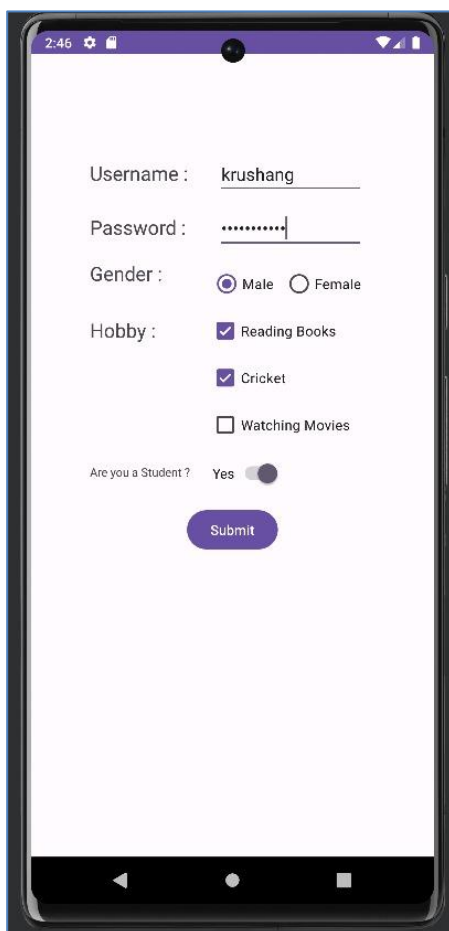 2:46
Username : krushang
Password : •••••••••••
Gender : Male Female
Hobby : Reading Books
Cricket
Watching Movies
Are you a Student ? Yes
Submit